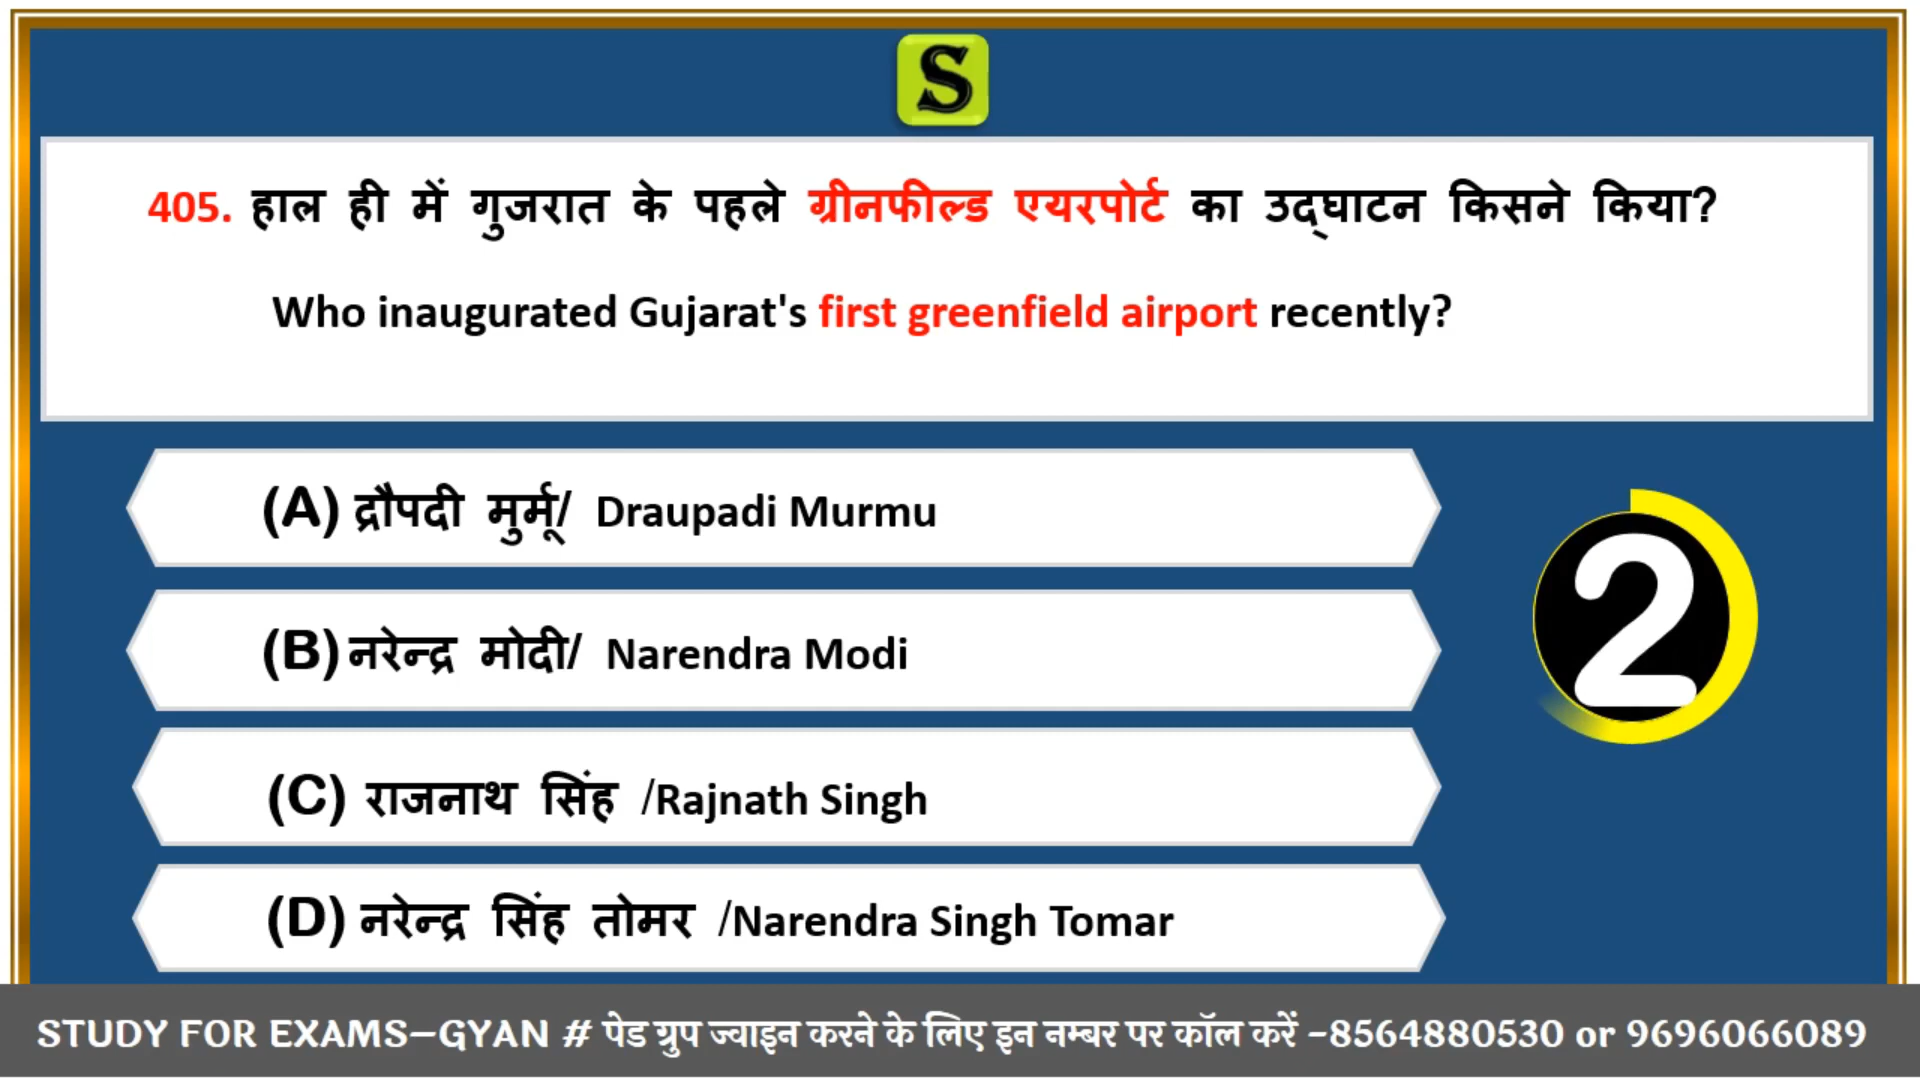 S
405. हाल ही में गुजरात के पहले ग्रीनफील्ड एयरपोर्ट का उद्घाटन किसने किया?
Who inaugurated Gujarat's first greenfield airport recently?
(A) द्रौपदी मुर्मू/ Draupadi Murmu
(B) नरेन्द्र मोदी/ Narendra Modi
2
(C) राजनाथ सिंह /Rajnath Singh
(D) नरेन्द्र सिंह तोमर /Narendra Singh Tomar
STUDY FOR EXAMS–GYAN # पेड ग्रुप ज्वाइन करने के लिए इन नम्बर पर कॉल करें –8564880530 or 9696066089